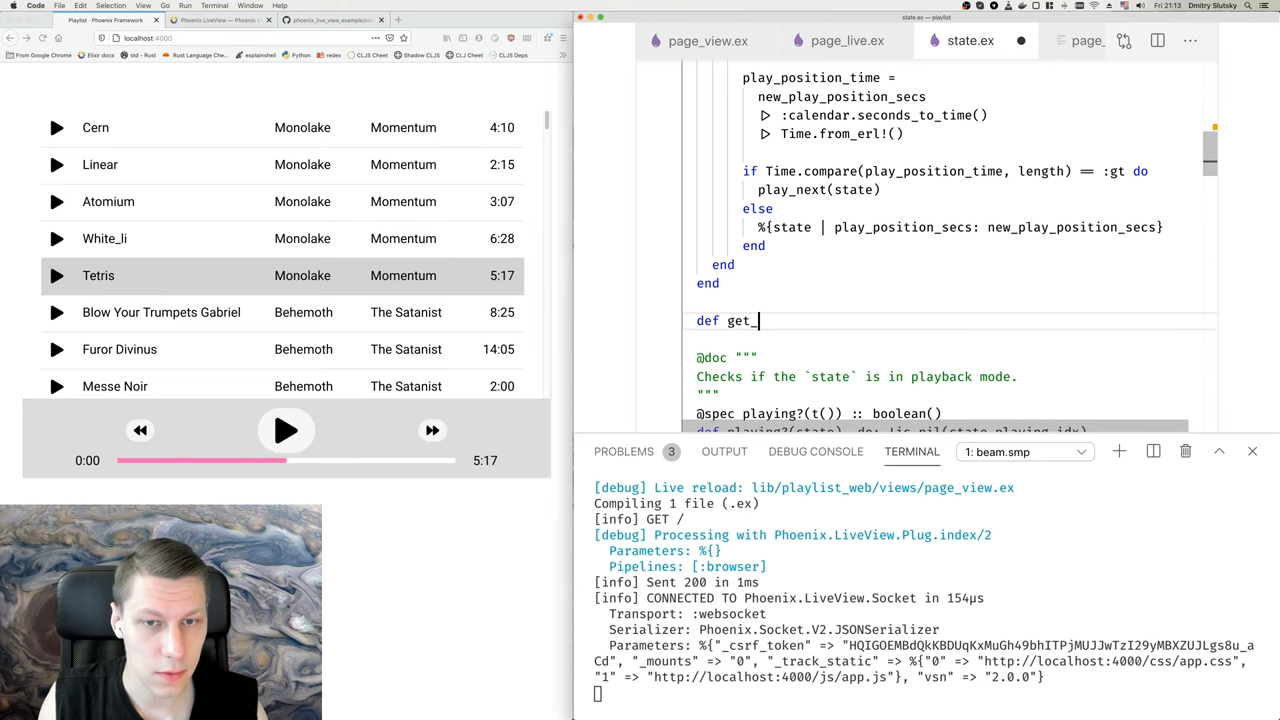 Code File Edit Selection View Go Run Terminal Window Help
Fri 21:13 Dmitry Slutsky
Playlist · Phoenix Framework
Phoenix.LiveView — Phoenix Li
phoenix_live_view_example/clie
localhost:4000
From Google Chrome Elixir docs std - Rust Rust Language Che... explainshell Python redex CLJS Cheet Shadow CLJS CLJ Cheet CLJS Deps
Cern Monolake Momentum 4:10
Linear Monolake Momentum 2:15
Atomium Monolake Momentum 3:07
White_li Monolake Momentum 6:28
Tetris Monolake Momentum 5:17
Blow Your Trumpets Gabriel Behemoth The Satanist 8:25
Furor Divinus Behemoth The Satanist 14:05
Messe Noir Behemoth The Satanist 2:00
0:00 5:17
state.ex — playlist
page_view.ex page_live.ex state.ex page_
play_position_time =
new_play_position_secs
|> :calendar.seconds_to_time()
|> Time.from_erl!()
if Time.compare(play_position_time, length) == :gt do
play_next(state)
else
%{state | play_position_secs: new_play_position_secs}
end
end
end
def get_
@doc """
Checks if the `state` is in playback mode.
"""
@spec playing?(t()) :: boolean()
def playing?(state), do: !is_nil(state.playing_idx)
PROBLEMS 3 OUTPUT DEBUG CONSOLE TERMINAL 1: beam.smp
[debug] Live reload: lib/playlist_web/views/page_view.ex
Compiling 1 file (.ex)
[info] GET /
[debug] Processing with Phoenix.LiveView.Plug.index/2
Parameters: %{}
Pipelines: [:browser]
[info] Sent 200 in 1ms
[info] CONNECTED TO Phoenix.LiveView.Socket in 154µs
Transport: :websocket
Serializer: Phoenix.Socket.V2.JSONSerializer
Parameters: %{"_csrf_token" => "HQIGOEMBdQkKBDUqKxMuGh49bhITPjMUJJwTzI29yMBXZUJLgs8u_a
Cd", "_mounts" => "0", "_track_static" => %{"0" => "http://localhost:4000/css/app.css",
"1" => "http://localhost:4000/js/app.js"}, "vsn" => "2.0.0"}